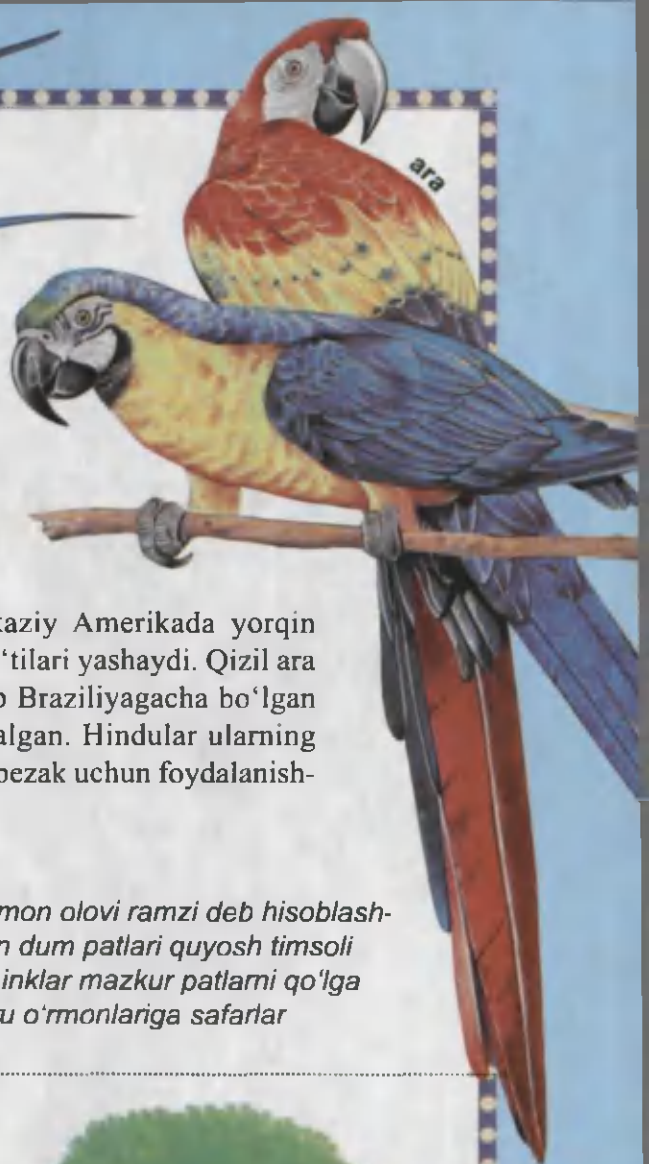 ara
kaziy Amerikada yorqin
‘tilari yashaydi. Qizil ara
Braziliyagacha bo‘lgan
algan. Hindular ularning
bezak uchun foydalanish-
mon olovi ramzi deb hisoblash-
n dum patlari quyosh timsoli
inklar mazkur patlarni qo‘lga
u o‘rmonlariga safarlar